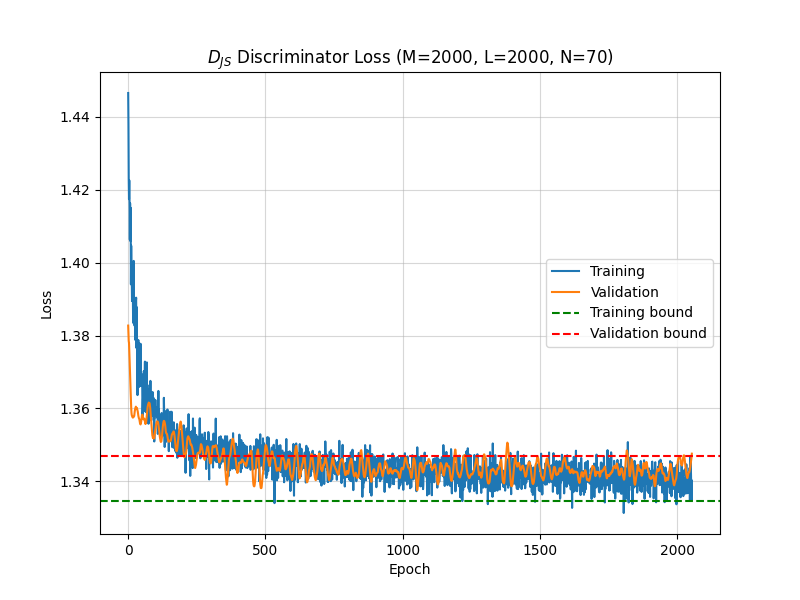 D_JS Discriminator Loss (M=2000, L=2000, N=70)
Loss
1.44
1.42
1.40
1.38
1.36
1.34
Training
Validation
Training bound
Validation bound
0 500 1000 1500 2000
Epoch